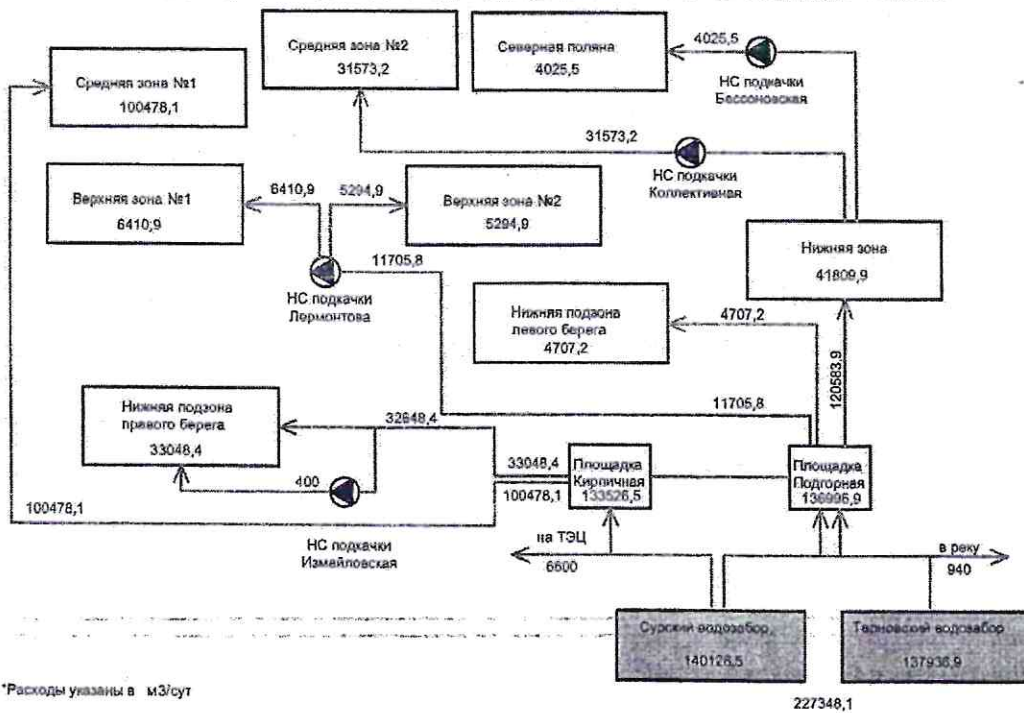 Средняя зона №1
100478,1
Средняя зона №2
31573,2
Северная поляна
4025,5
4025,5
НС подкачки
Бессоновская
31573,2
НС подкачки
Коллективная
Верхняя зона №1
6410,9
6410,9
5294,9
Верхняя зона №2
5294,9
НС подкачки
Лермонтова
11705,8
Нижняя зона
41809,9
Нижняя подзона
левого берега
4707,2
4707,2
120583,9
11705,8
Нижняя подзона
правого берега
33048,4
32648,4
400
НС подкачки
Измайловская
100478,1
33048,4
100478,1
Площадка
Кирпичная
133526,5
Площадка
Подгорная
136996,9
на ТЭЦ
6600
в реку
940
Сурский водозабор
140126,5
Терновский водозабор
137936,9
227348,1
*Расходы указаны в м3/сут